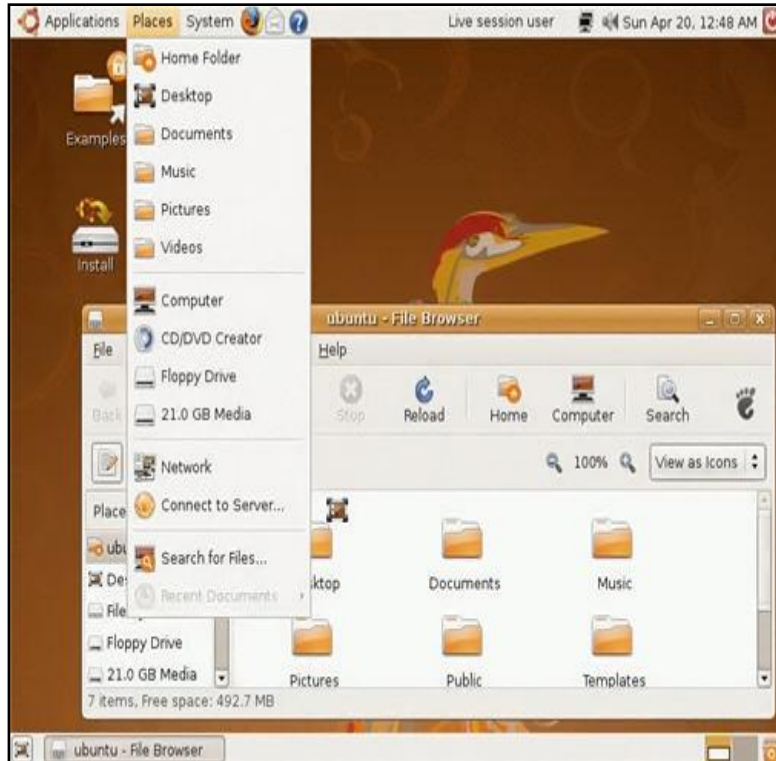 Applications Places System Live session user Sun Apr 20, 12:48 AM
Home Folder
Desktop
Documents
Music
Pictures
Videos
Computer
CD/DVD Creator
Floppy Drive
21.0 GB Media
Network
Connect to Server...
Search for Files...
Recent Documents
Examples
Install
ubuntu - File Browser
File Help
Back Stop Reload Home Computer Search
100% View as Icons
Place
ubu
De
File
Floppy Drive
21.0 GB Media
ktop Documents Music
Pictures Public Templates
7 items, Free space: 492.7 MB
ubuntu - File Browser